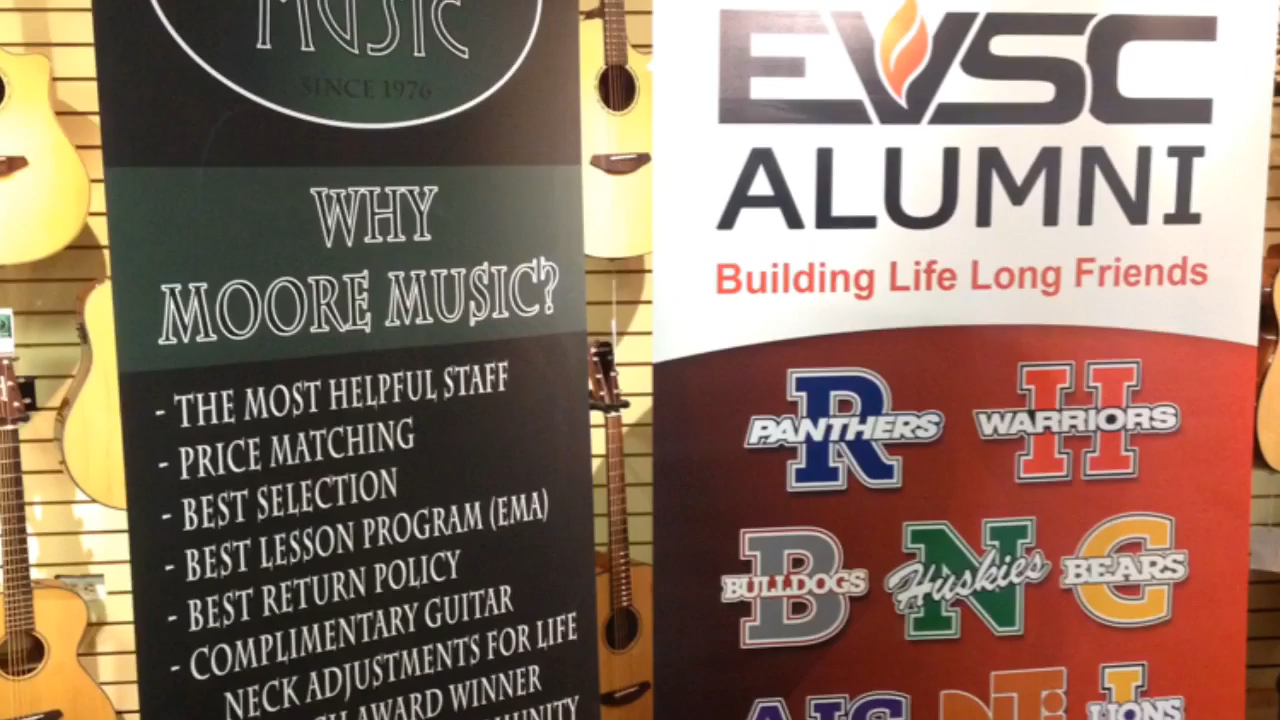 MUSIC
SINCE 1976
WHY
MOORE MUSIC?
- THE MOST HELPFUL STAFF
- PRICE MATCHING
- BEST SELECTION
- BEST LESSON PROGRAM (EMA)
- BEST RETURN POLICY
- COMPLIMENTARY GUITAR
NECK ADJUSTMENTS FOR LIFE
AWARD WINNER
EVSC
ALUMNI
Building Life Long Friends
R PANTHERS
H WARRIORS
B BULLDOGS
N Huskies
C BEARS
AIS
NTi
L LIONS